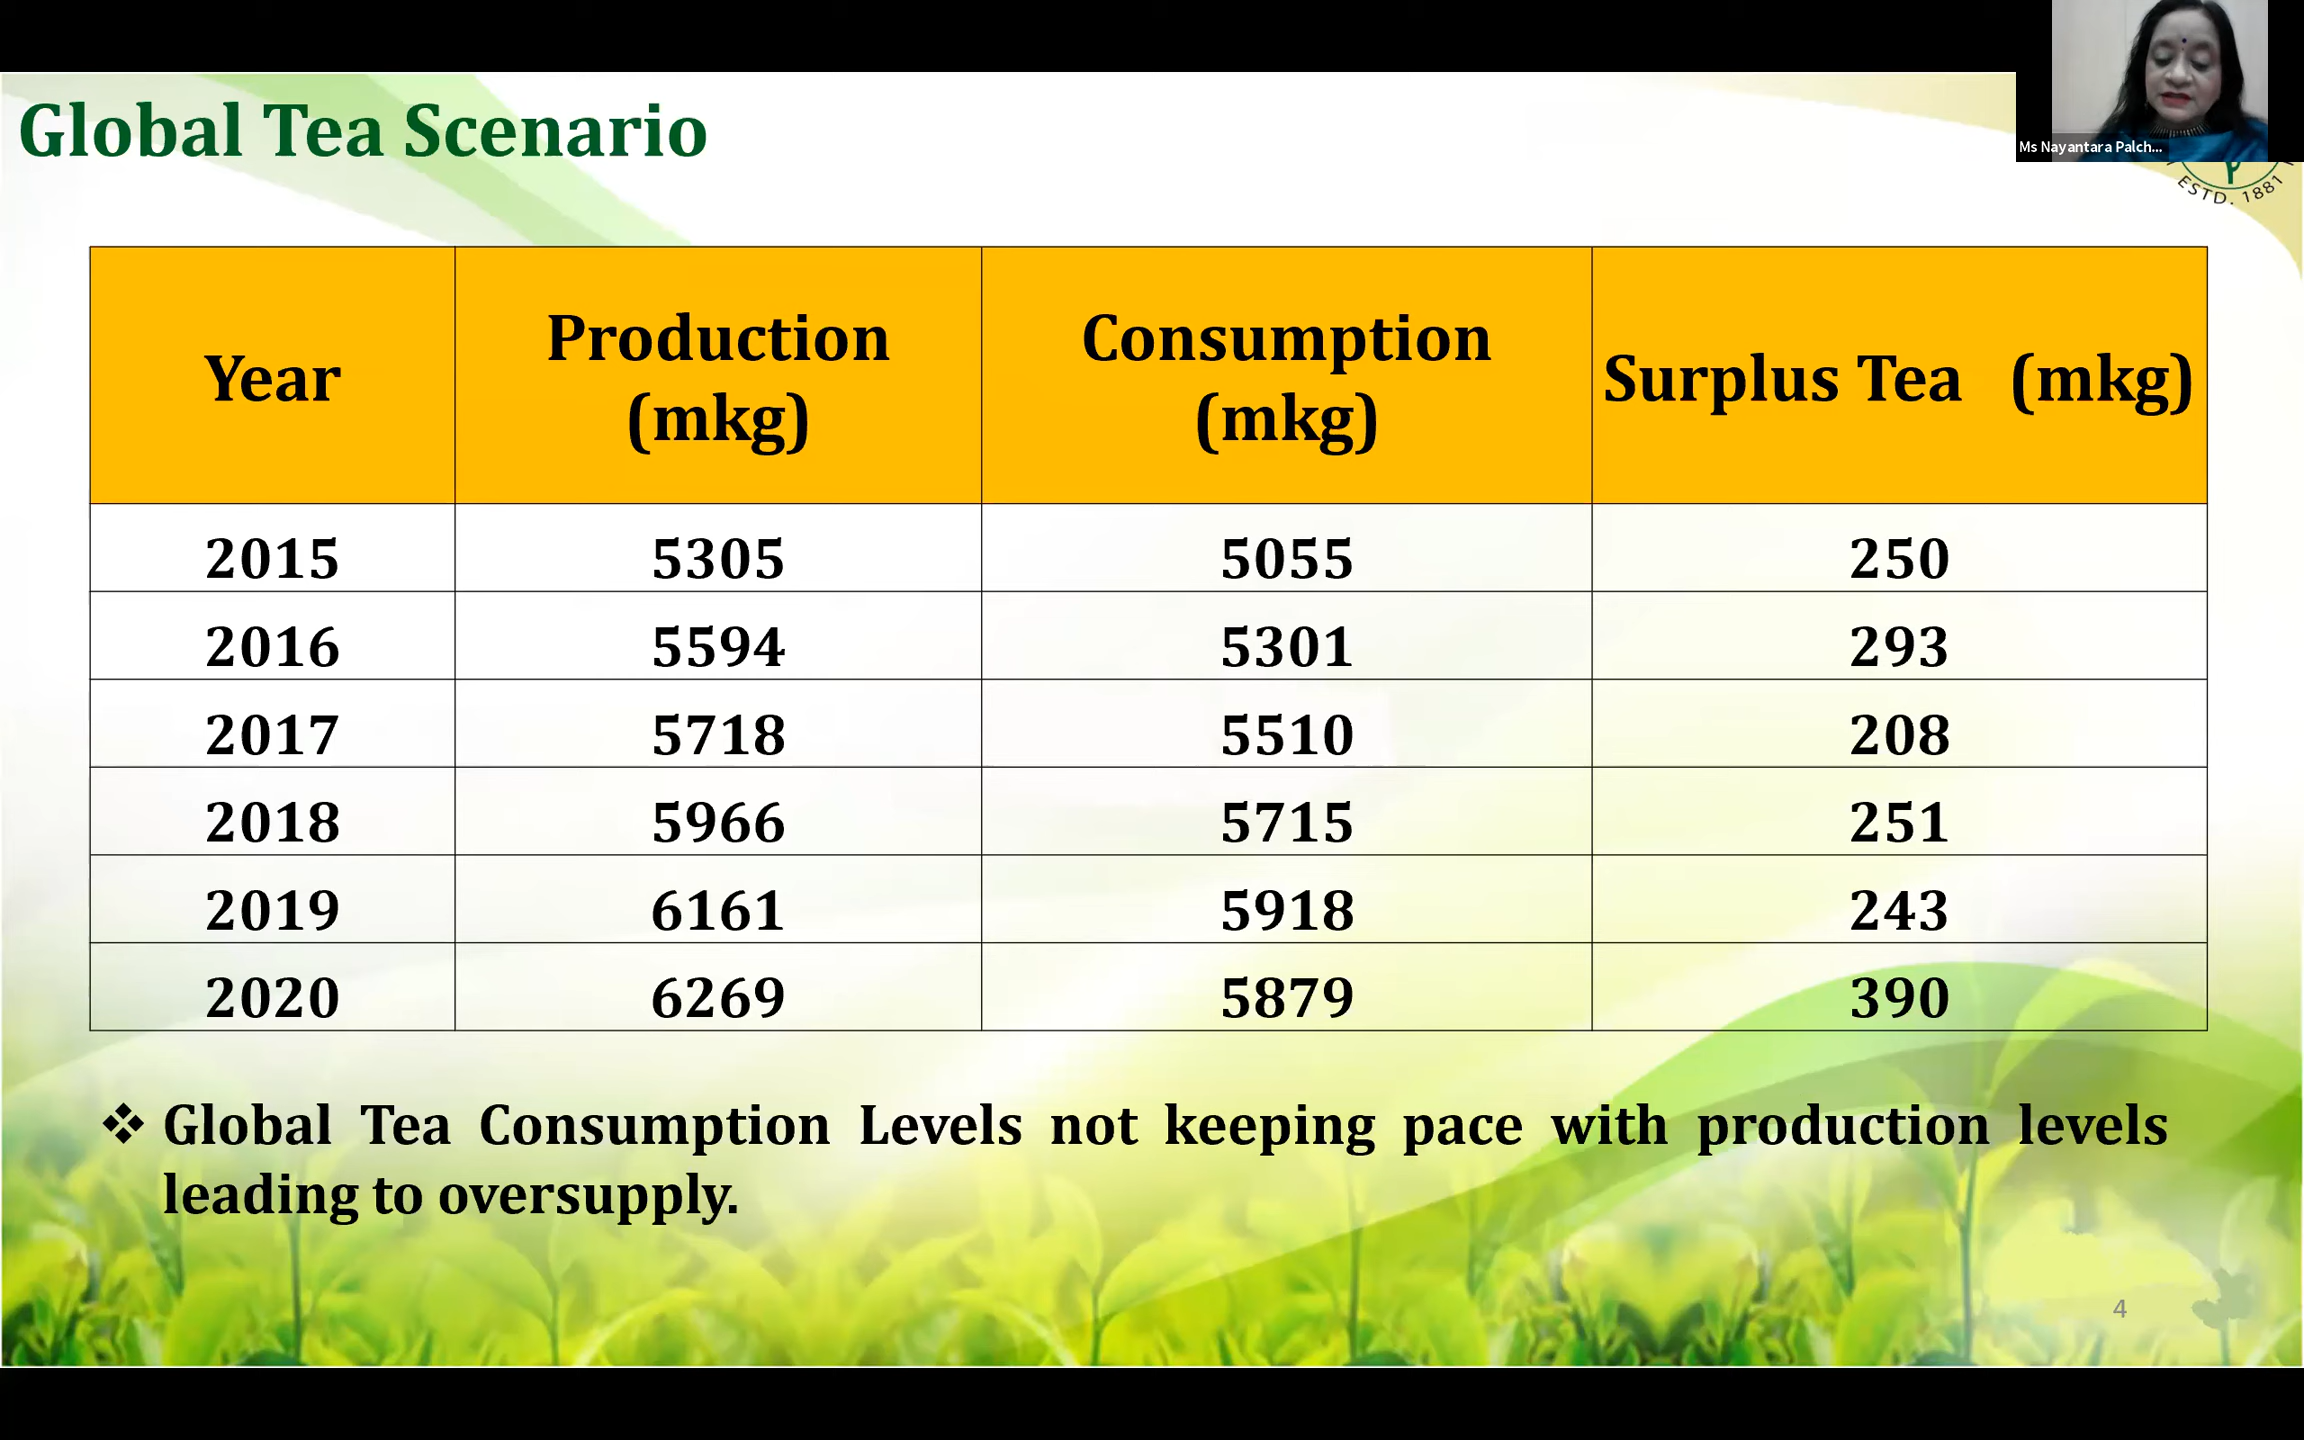 Global Tea Scenario
Ms Nayantara Palch...
ESTD. 1881
Year Production (mkg) Consumption (mkg) Surplus Tea (mkg)
2015 5305 5055 250
2016 5594 5301 293
2017 5718 5510 208
2018 5966 5715 251
2019 6161 5918 243
2020 6269 5879 390
❖ Global Tea Consumption Levels not keeping pace with production levels
leading to oversupply.
4